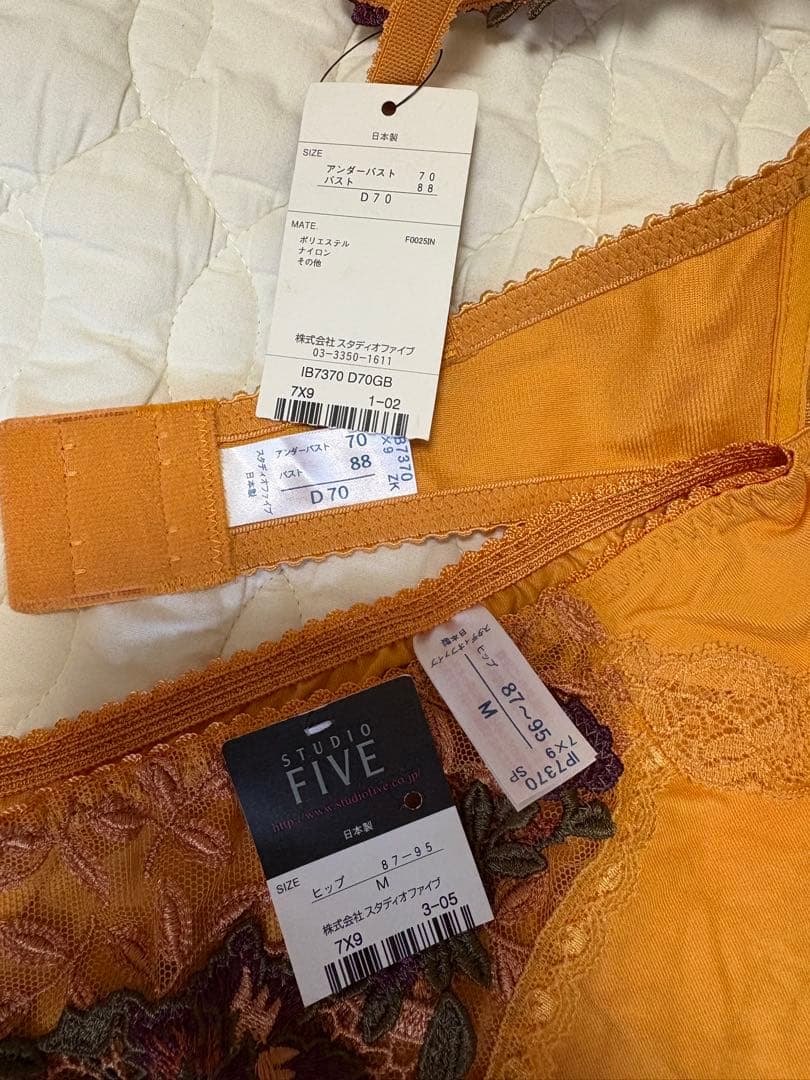 日本製
SIZE
アンダーバスト 70
バスト 88
D70
MATE.
ポリエステル F0025IN
ナイロン
その他
株式会社 スタディオファイブ
03-3350-1611
IB7370 D70GB
7X9 1-02
アンダーバスト 70
バスト 88
D70
スタディオファイブ
日本製
B7370
X9 ZK
スタディオファイブ
日本製
ヒップ 87〜95
M
IP7370
7X9 SP
STUDIO
FIVE
http://www.studiofive.co.jp/
日本製
SIZE
ヒップ 87-95
M
株式会社 スタディオファイブ
7X9 3-05